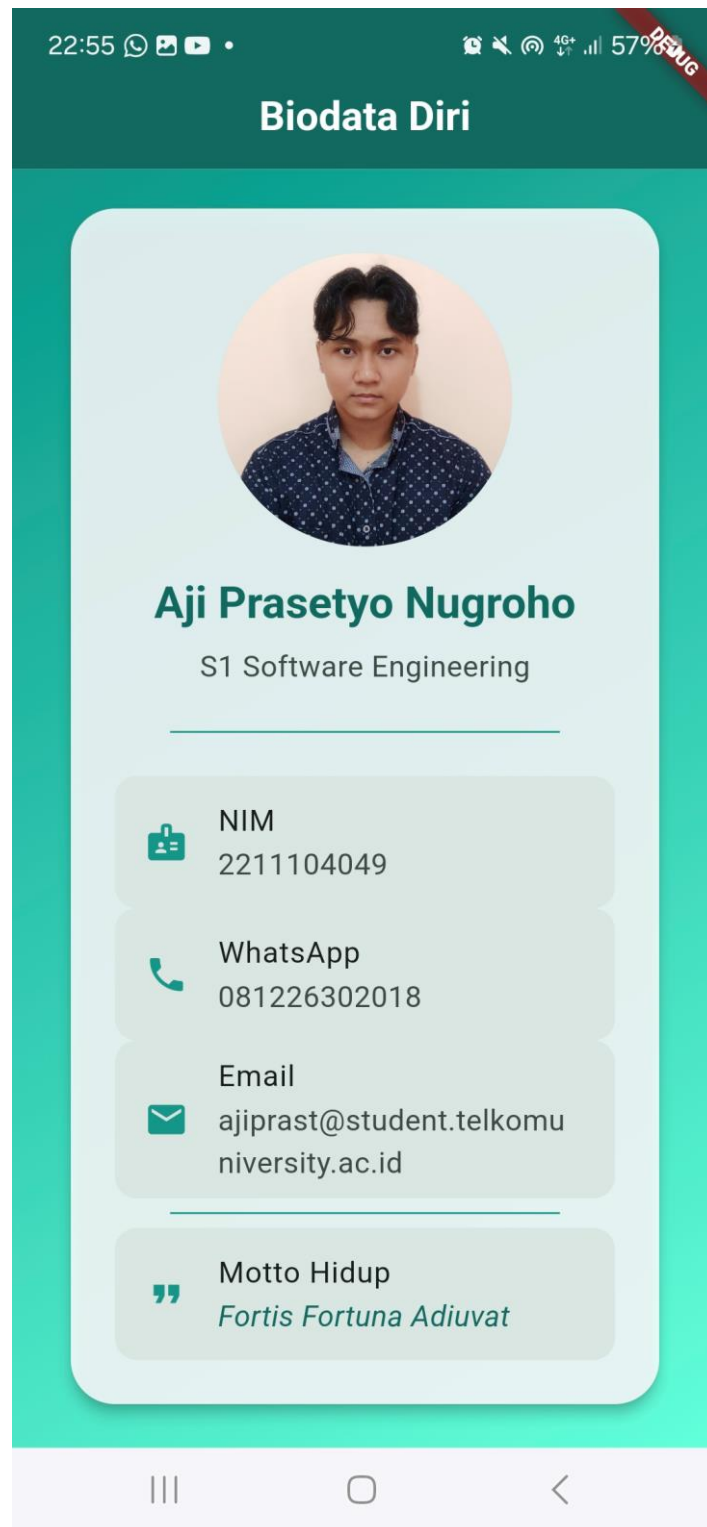 22:55
4G+
57%
DEBUG
Biodata Diri
Aji Prasetyo Nugroho
S1 Software Engineering
NIM
2211104049
WhatsApp
081226302018
Email
ajiprast@student.telkomu
niversity.ac.id
Motto Hidup
Fortis Fortuna Adiuvat